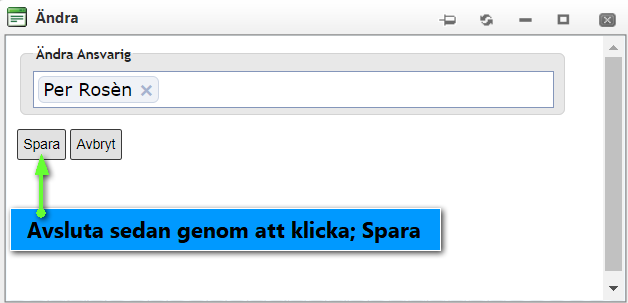 Ändra
Ändra Ansvarig
Per Rosèn
Spara Avbryt
Avsluta sedan genom att klicka; Spara